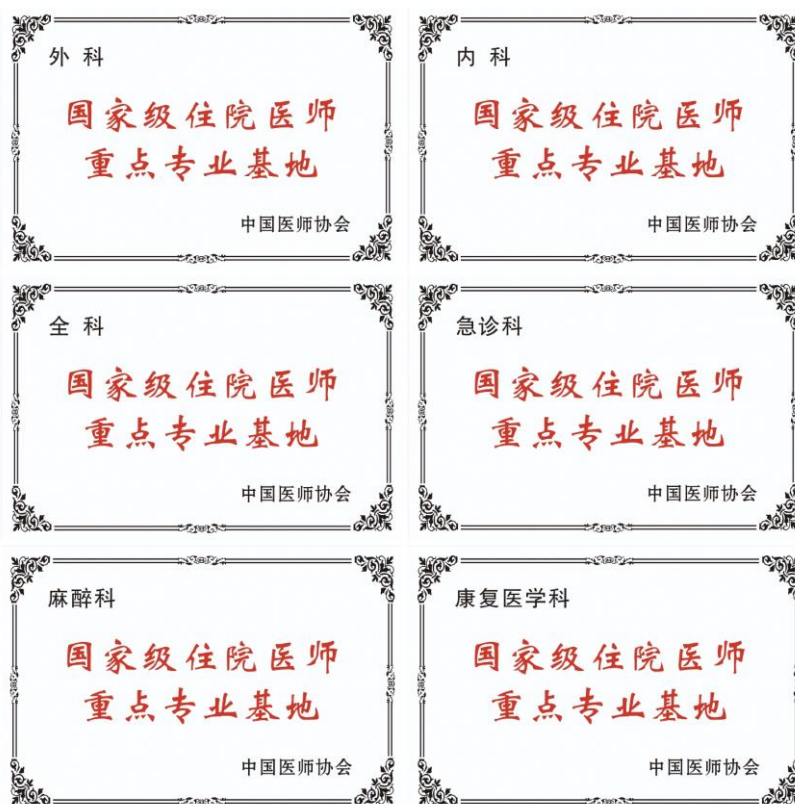 外 科
国家级住院医师
重点专业基地
中国医师协会
内 科
国家级住院医师
重点专业基地
中国医师协会
全 科
国家级住院医师
重点专业基地
中国医师协会
急诊科
国家级住院医师
重点专业基地
中国医师协会
麻醉科
国家级住院医师
重点专业基地
中国医师协会
康复医学科
国家级住院医师
重点专业基地
中国医师协会